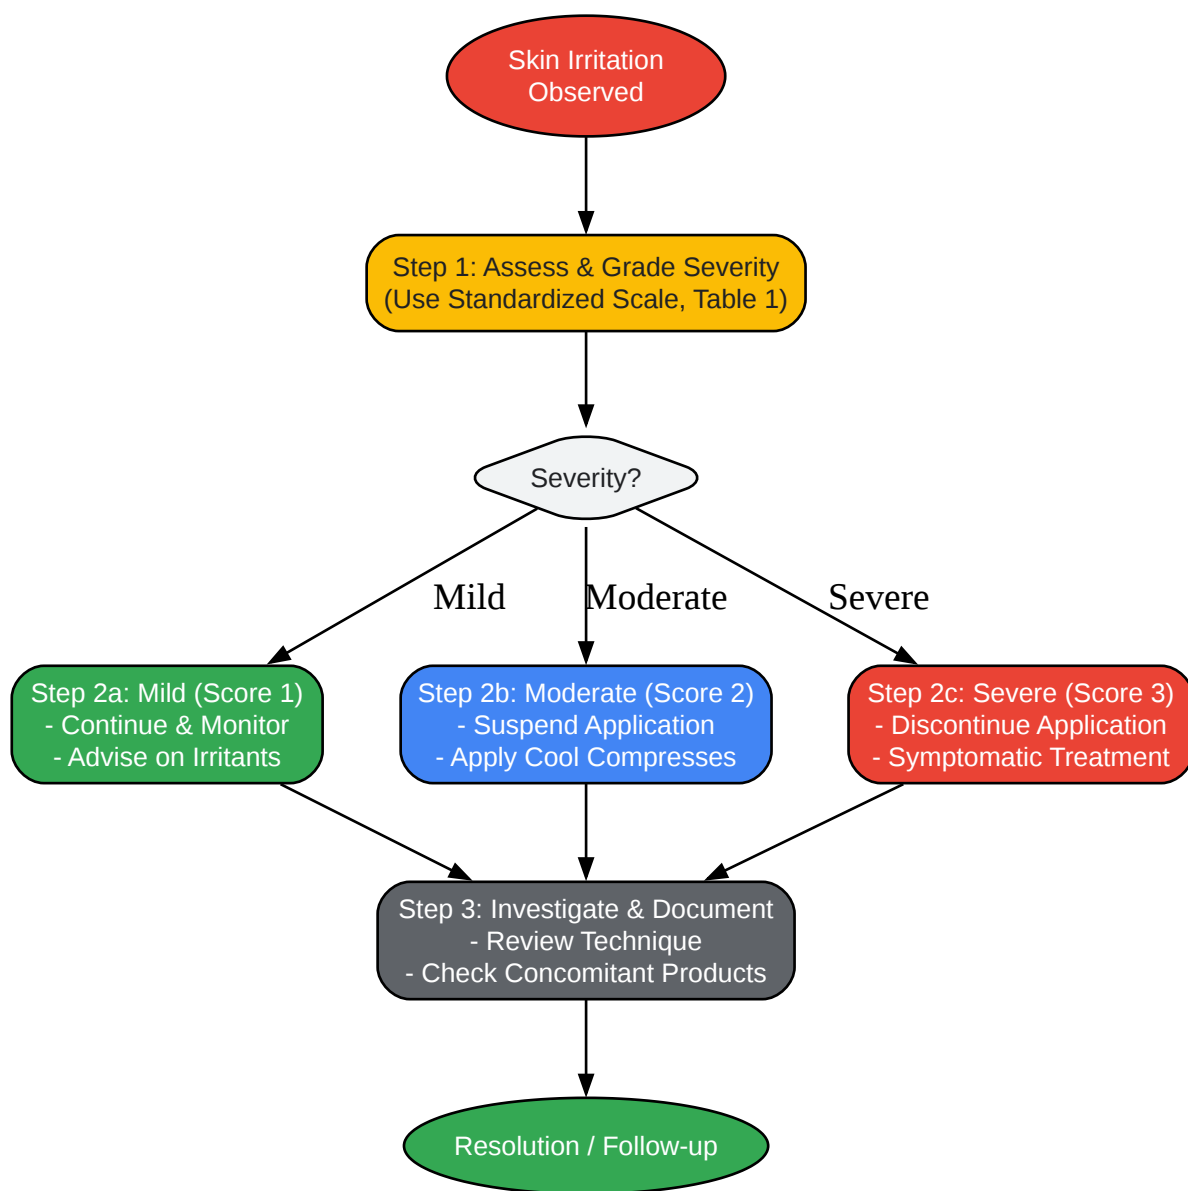 Skin Irritation
Observed
Step 1: Assess & Grade Severity
(Use Standardized Scale, Table 1)
Severity?
Mild
Moderate
Severe
Step 2a: Mild (Score 1)
- Continue & Monitor
- Advise on Irritants
Step 2b: Moderate (Score 2)
- Suspend Application
- Apply Cool Compresses
Step 2c: Severe (Score 3)
- Discontinue Application
- Symptomatic Treatment
Step 3: Investigate & Document
- Review Technique
- Check Concomitant Products
Resolution / Follow-up